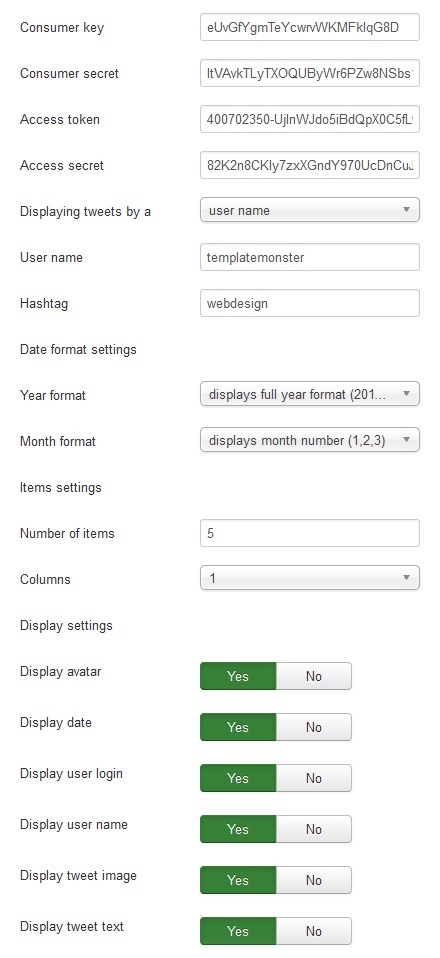 Consumer key eUvGfYgmTeYcwrvWKMFkIqG8D
Consumer secret ltVAvkTLyTXOQUByWr6PZw8NSbs
Access token 400702350-UjlnWJdo5iBdQpX0C5fL
Access secret 82K2n8CKly7zxXGndY970UcDnCuJ
Displaying tweets by a user name
User name templatemonster
Hashtag webdesign
Date format settings
Year format displays full year format (201...
Month format displays month number (1,2,3)
Items settings
Number of items 5
Columns 1
Display settings
Display avatar Yes No
Display date Yes No
Display user login Yes No
Display user name Yes No
Display tweet image Yes No
Display tweet text Yes No